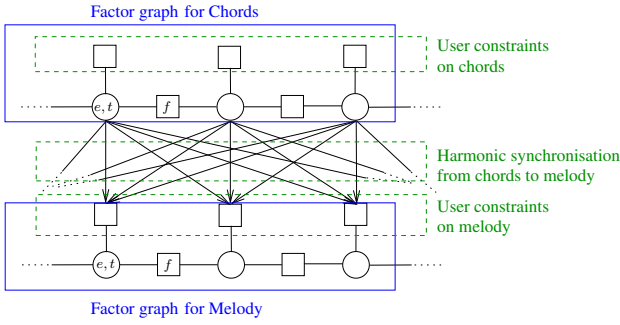 Factor graph for Chords
User constraints
on chords
e, t
f
Harmonic synchronisation
from chords to melody
User constraints
on melody
e, t
f
Factor graph for Melody